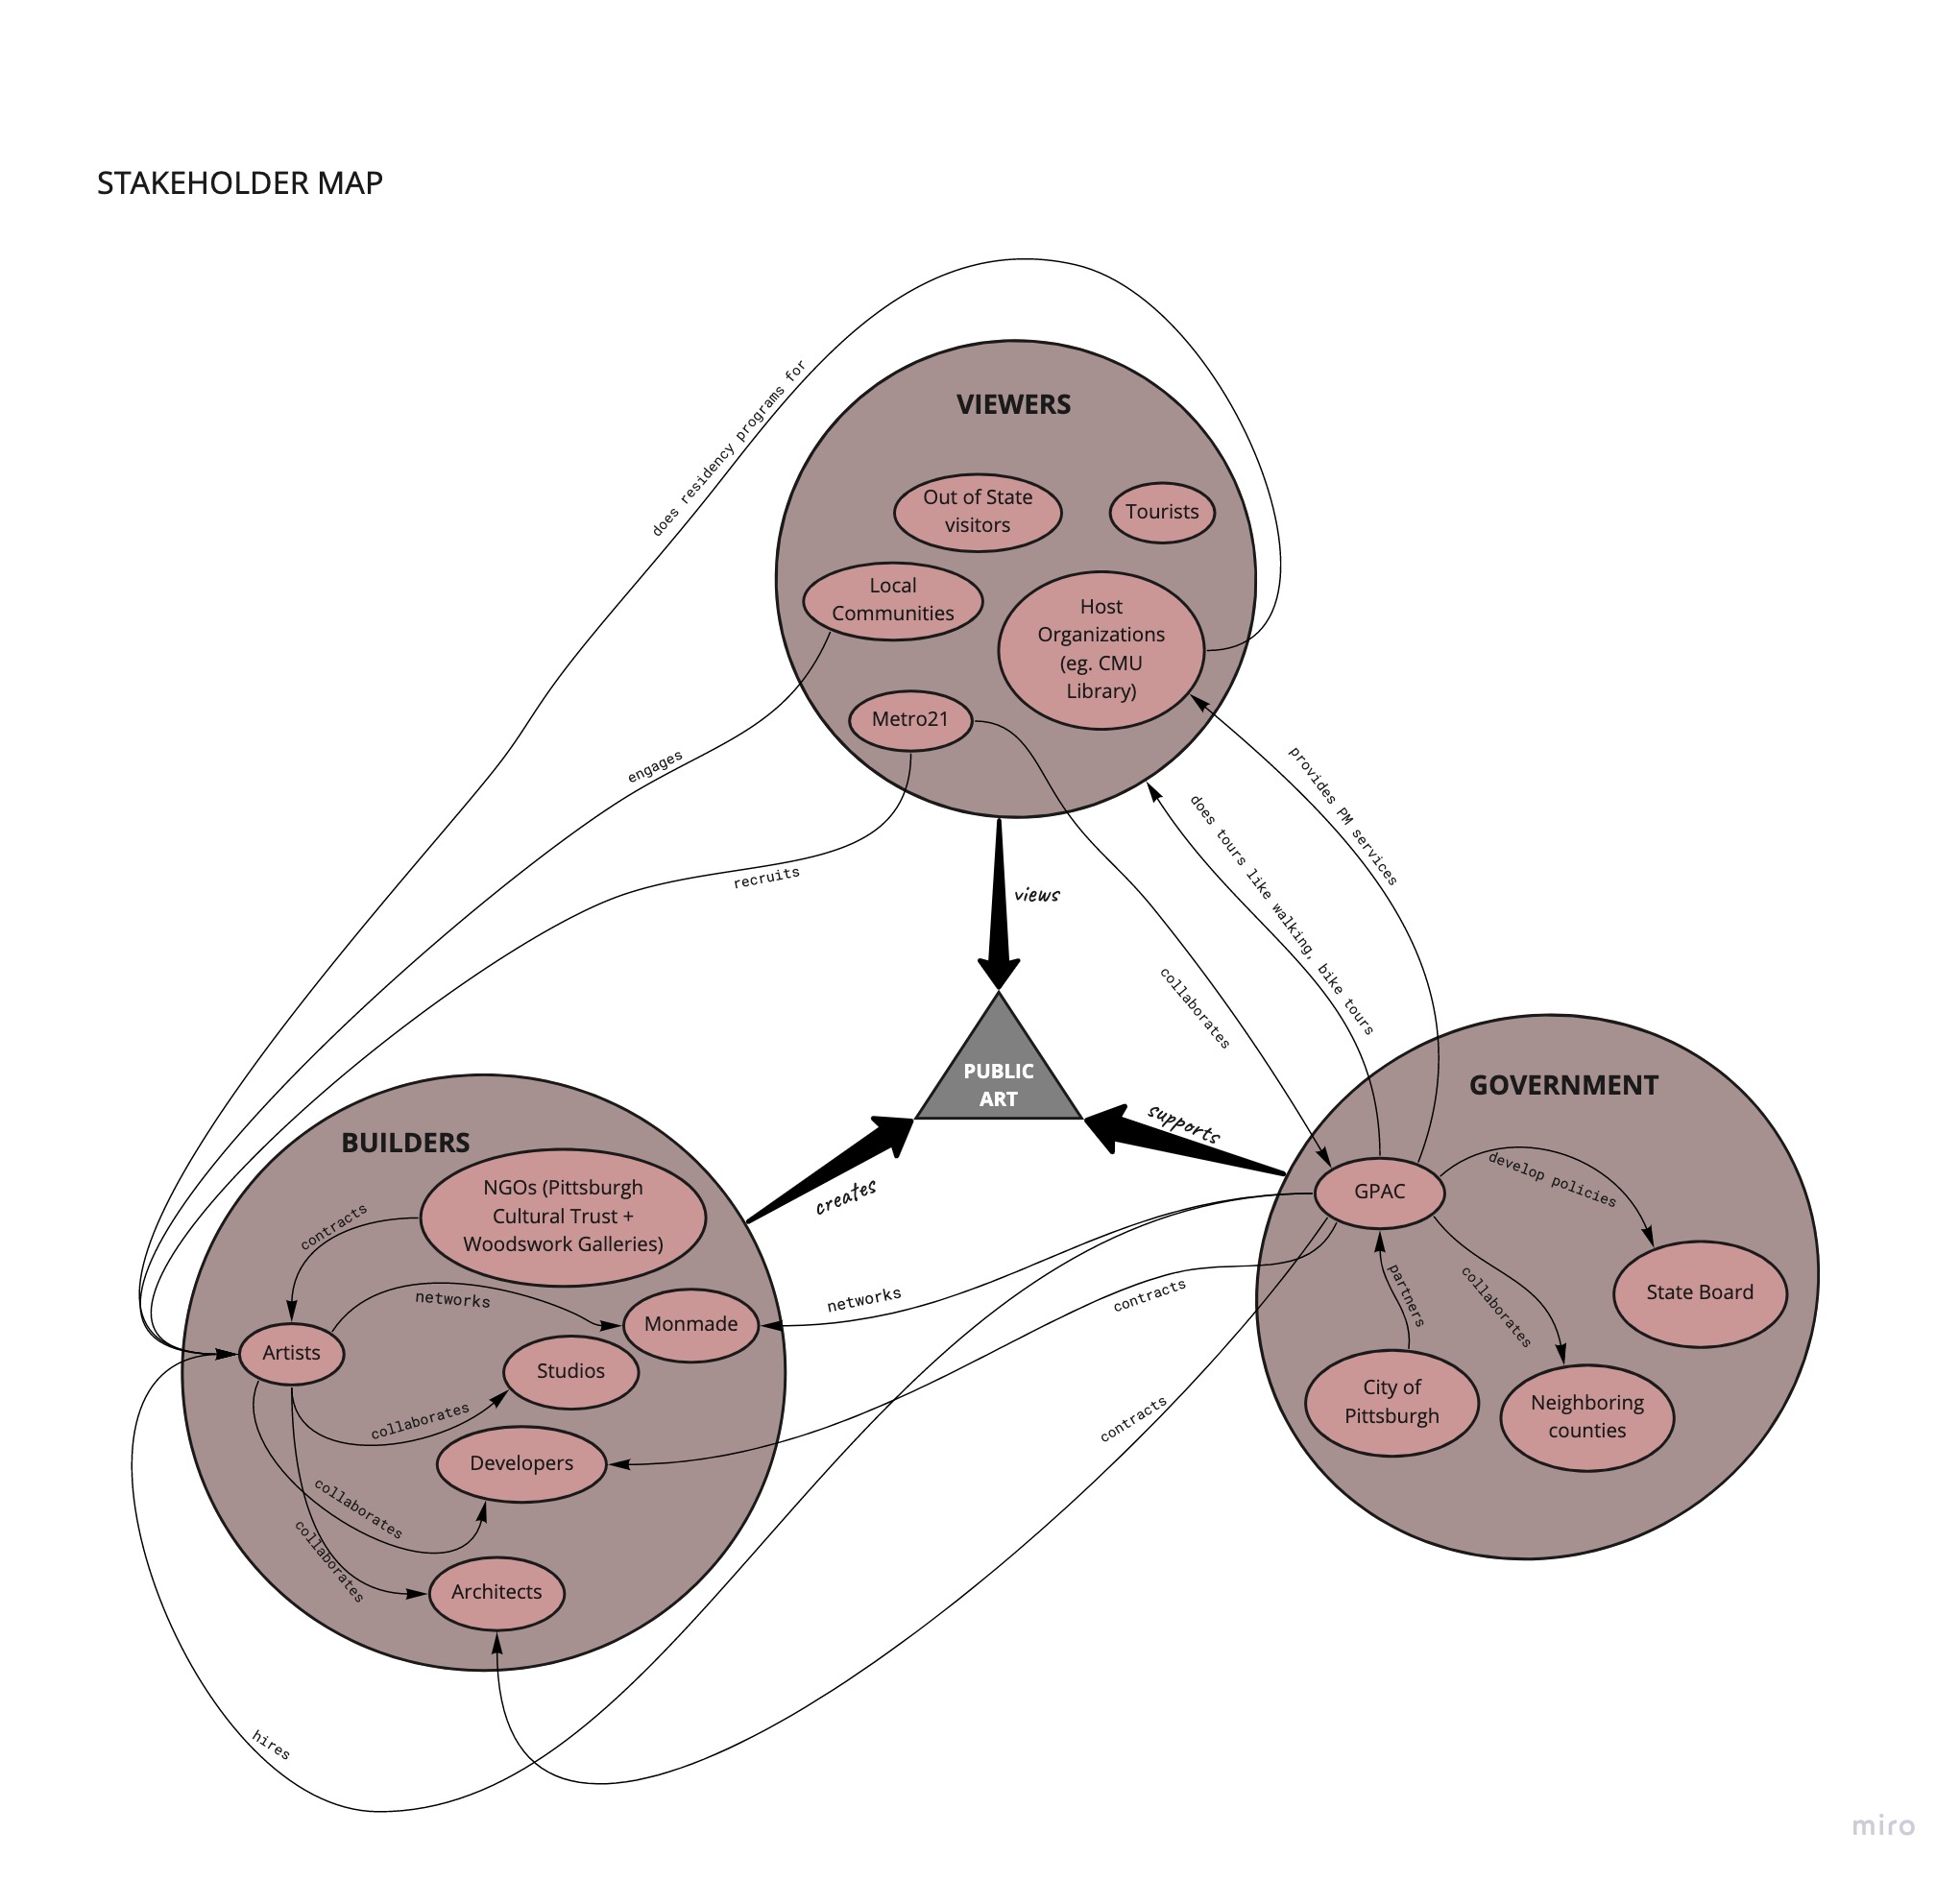 STAKEHOLDER MAP
does residency programs for
VIEWERS
Out of State
visitors
Tourists
Local
Communities
Host
Organizations
(eg. CMU
Library)
Metro21
engages
recruits
views
collaborates
does tours like walking, bike tours
provides PM services
PUBLIC
ART
supports
creates
GOVERNMENT
GPAC
develop policies
State Board
partners
collaborates
City of
Pittsburgh
Neighboring
counties
BUILDERS
NGOs (Pittsburgh
Cultural Trust +
Woodswork Galleries)
contracts
networks
Monmade
networks
contracts
Artists
Studios
collaborates
Developers
contracts
collaborates
collaborates
Architects
hires
miro